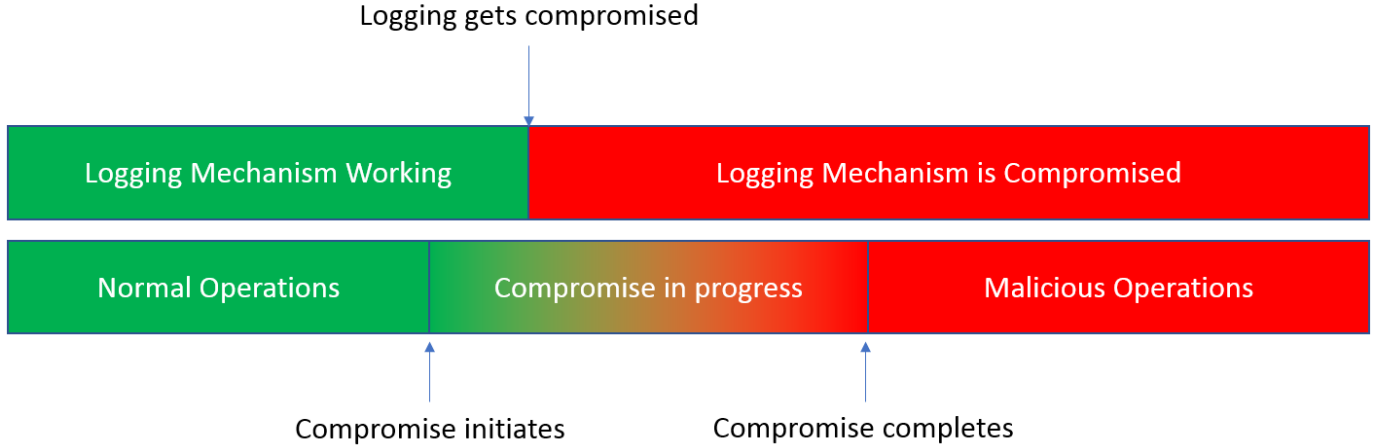 Logging gets compromised
Logging Mechanism Working
Logging Mechanism is Compromised
Normal Operations
Compromise in progress
Malicious Operations
Compromise initiates
Compromise completes